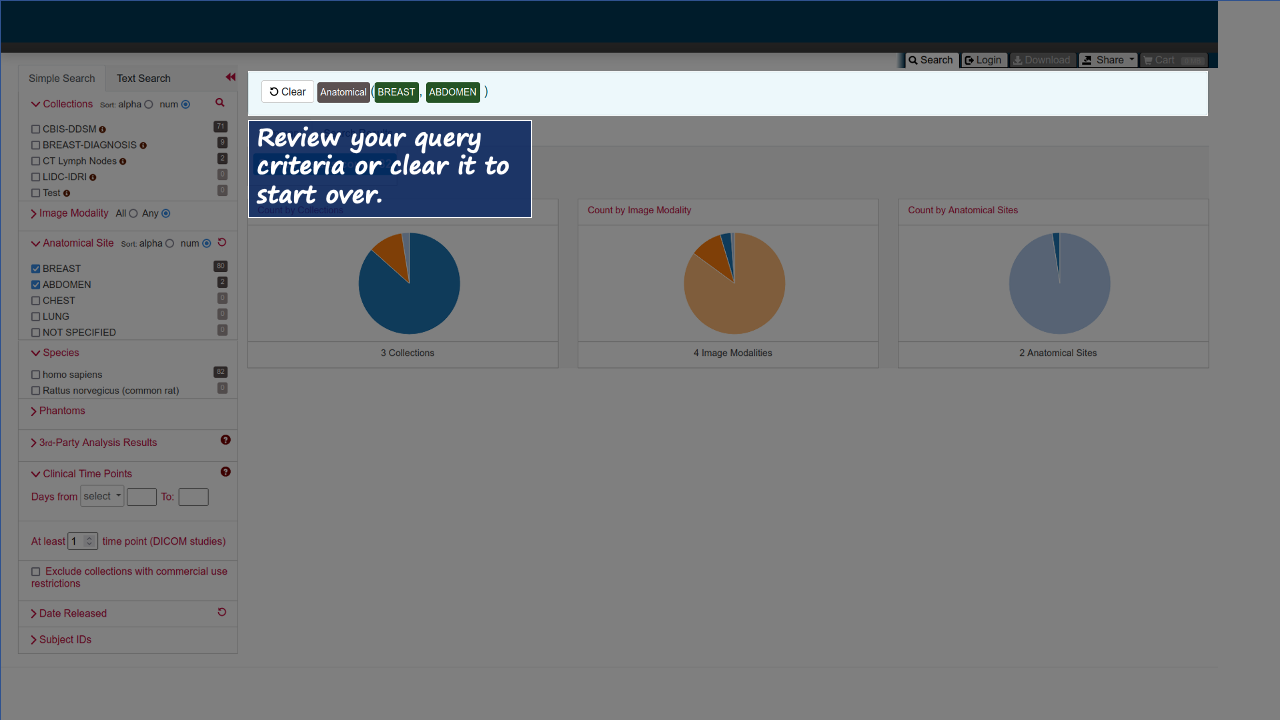 Search Login Download Share Cart
Simple Search Text Search
Clear Anatomical ( BREAST , ABDOMEN )
Review your query
criteria or clear it to
start over.
Collections Sort: alpha num
CBIS-DDSM 71
BREAST-DIAGNOSIS 9
CT Lymph Nodes 2
LIDC-IDRI 0
Test 0
Image Modality All Any
Anatomical Site Sort: alpha num
BREAST 80
ABDOMEN 2
CHEST 0
LUNG 0
NOT SPECIFIED 0
Species
homo sapiens 82
Rattus norvegicus (common rat) 0
Phantoms
3rd-Party Analysis Results ?
Clinical Time Points ?
Days from select To:
At least 1 time point (DICOM studies)
Exclude collections with commercial use
restrictions
Date Released
Subject IDs
Count by Collections
3 Collections
Count by Image Modality
4 Image Modalities
Count by Anatomical Sites
2 Anatomical Sites